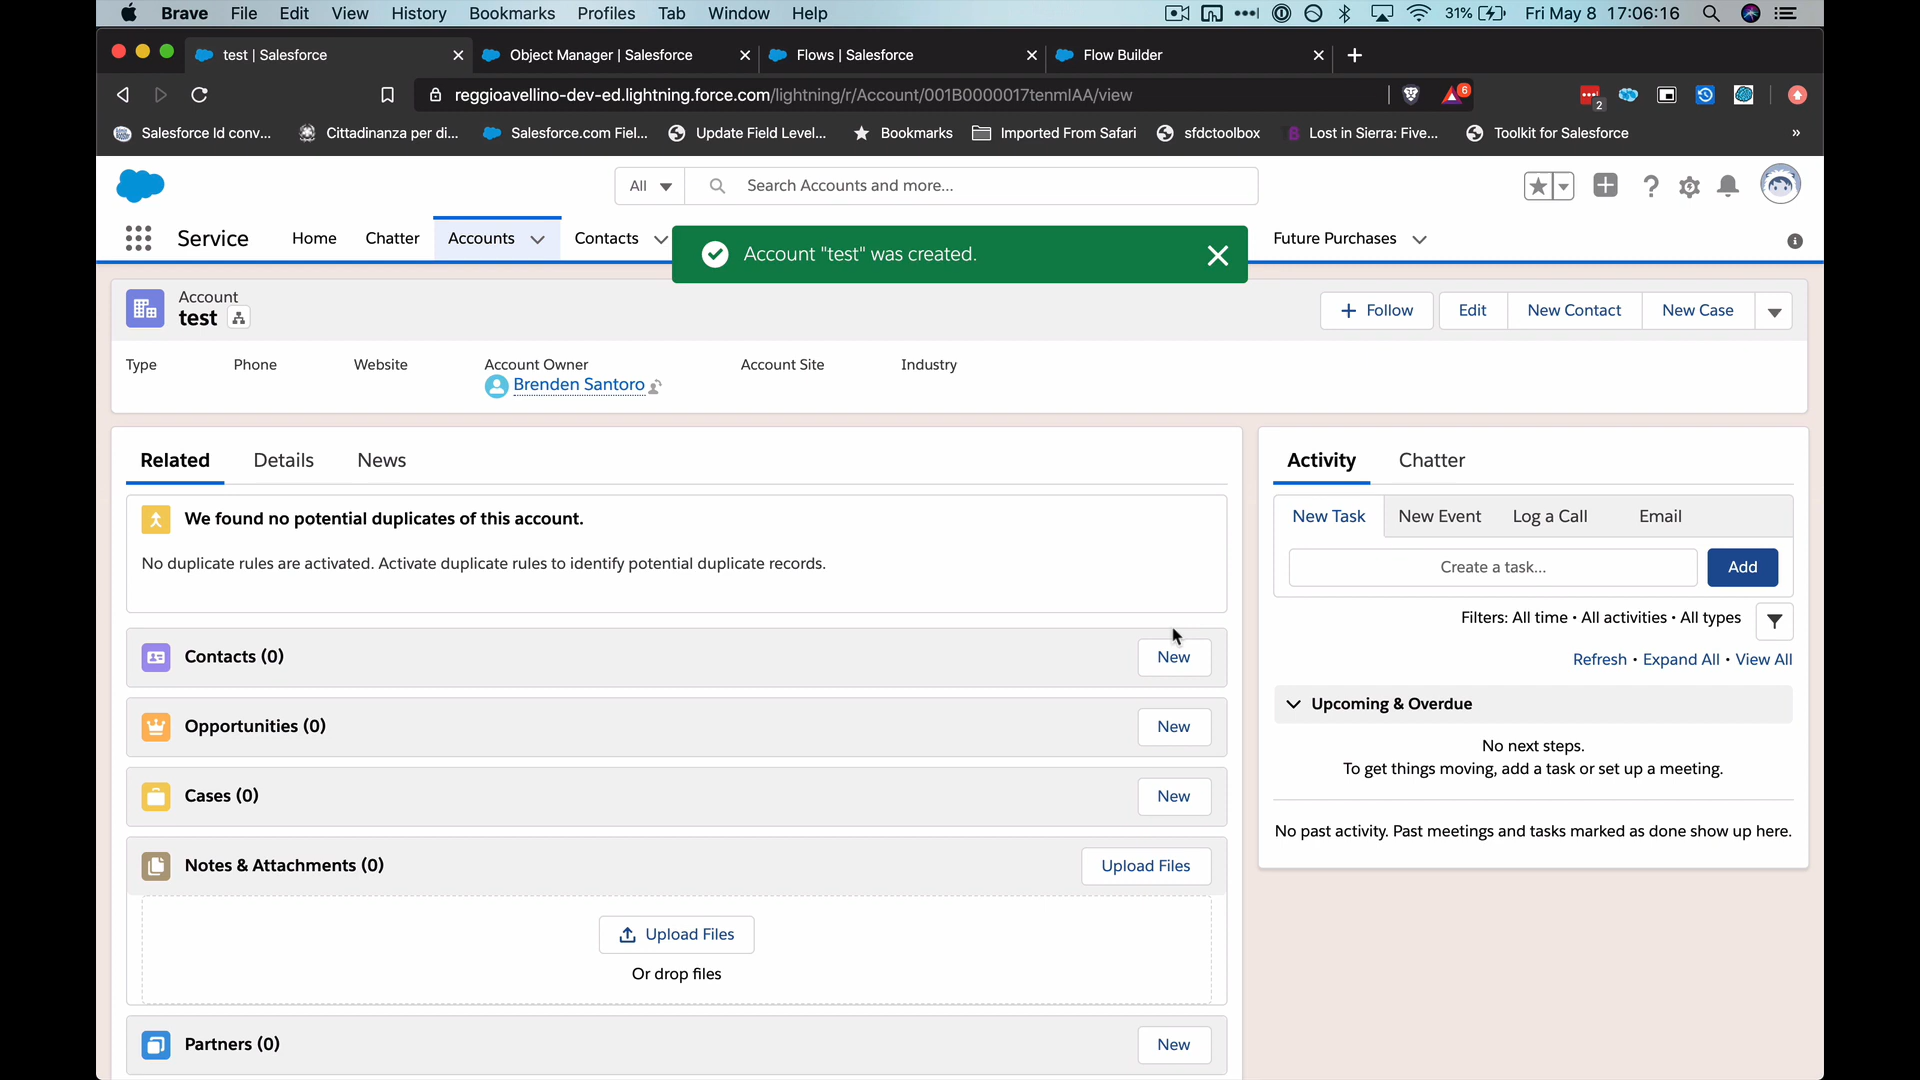 Brave File Edit View History Bookmarks Profiles Tab Window Help 31% Fri May 8 17:06:16
test | Salesforce Object Manager | Salesforce Flows | Salesforce Flow Builder
reggioavellino-dev-ed.lightning.force.com/lightning/r/Account/001B0000017tenmIAA/view 6 2
Salesforce Id conv... Cittadinanza per di... Salesforce.com Fiel... Update Field Level... Bookmarks Imported From Safari sfdctoolbox Lost in Sierra: Five... Toolkit for Salesforce »
All Search Accounts and more...
Service Home Chatter Accounts Contacts Future Purchases
Account "test" was created.
Account
test
Follow Edit New Contact New Case
Type Phone Website Account Owner Account Site Industry
Brenden Santoro
Related Details News
We found no potential duplicates of this account.
No duplicate rules are activated. Activate duplicate rules to identify potential duplicate records.
Contacts (0) New
Opportunities (0) New
Cases (0) New
Notes & Attachments (0) Upload Files
Upload Files
Or drop files
Partners (0) New
Activity Chatter
New Task New Event Log a Call Email
Create a task... Add
Filters: All time • All activities • All types
Refresh • Expand All • View All
Upcoming & Overdue
No next steps.
To get things moving, add a task or set up a meeting.
No past activity. Past meetings and tasks marked as done show up here.